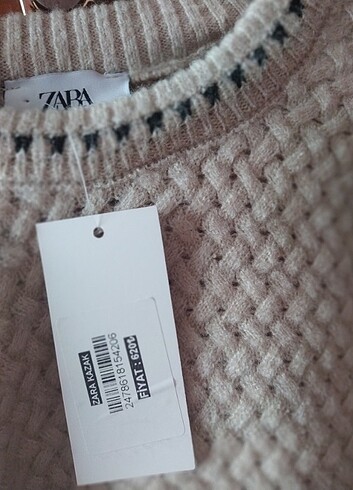 ZARA
ZARA KAZAK
2478618154206
FİYAT : 620₺